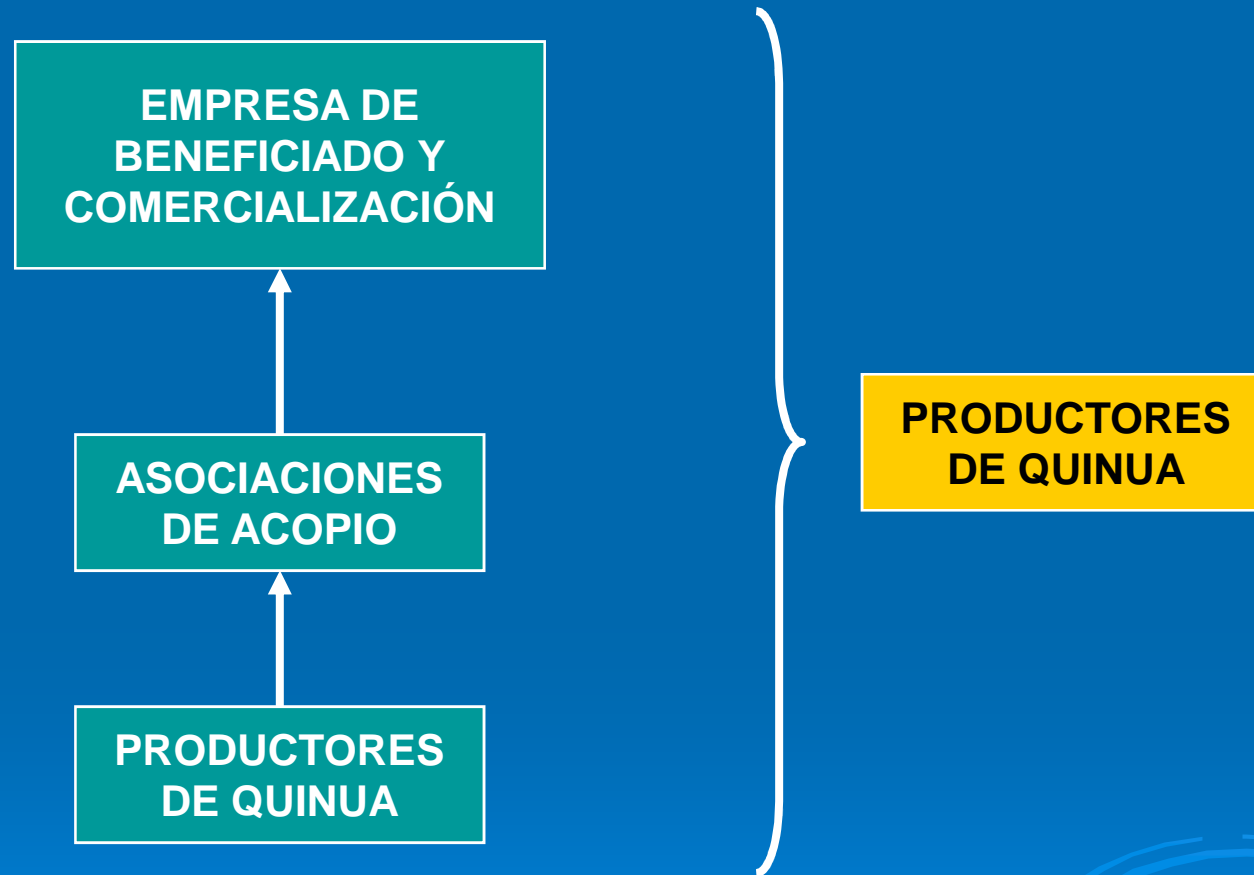 EMPRESA DE
BENEFICIADO Y
COMERCIALIZACIÓN
ASOCIACIONES
DE ACOPIO
PRODUCTORES
DE QUINUA
PRODUCTORES
DE QUINUA